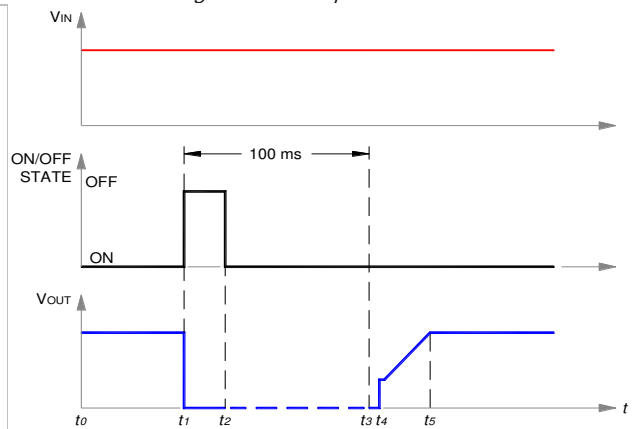 VIN
100 ms
ON/OFF
STATE
OFF
ON
VOUT
t0 t1 t2 t3 t4 t5 t